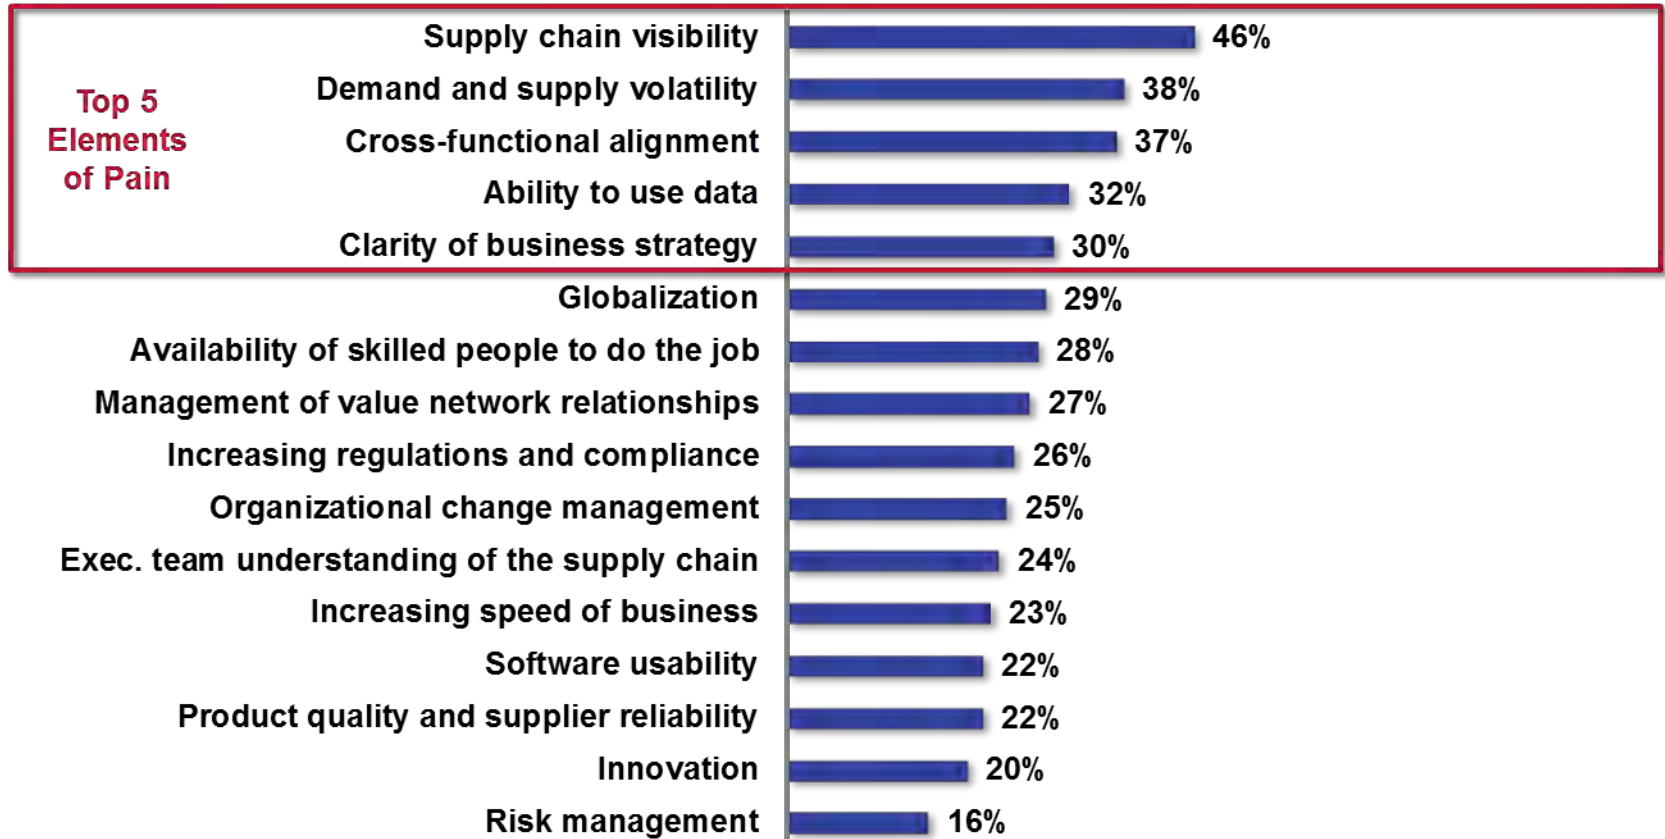 Top 5
Elements
of Pain
Supply chain visibility 46%
Demand and supply volatility 38%
Cross-functional alignment 37%
Ability to use data 32%
Clarity of business strategy 30%
Globalization 29%
Availability of skilled people to do the job 28%
Management of value network relationships 27%
Increasing regulations and compliance 26%
Organizational change management 25%
Exec. team understanding of the supply chain 24%
Increasing speed of business 23%
Software usability 22%
Product quality and supplier reliability 22%
Innovation 20%
Risk management 16%